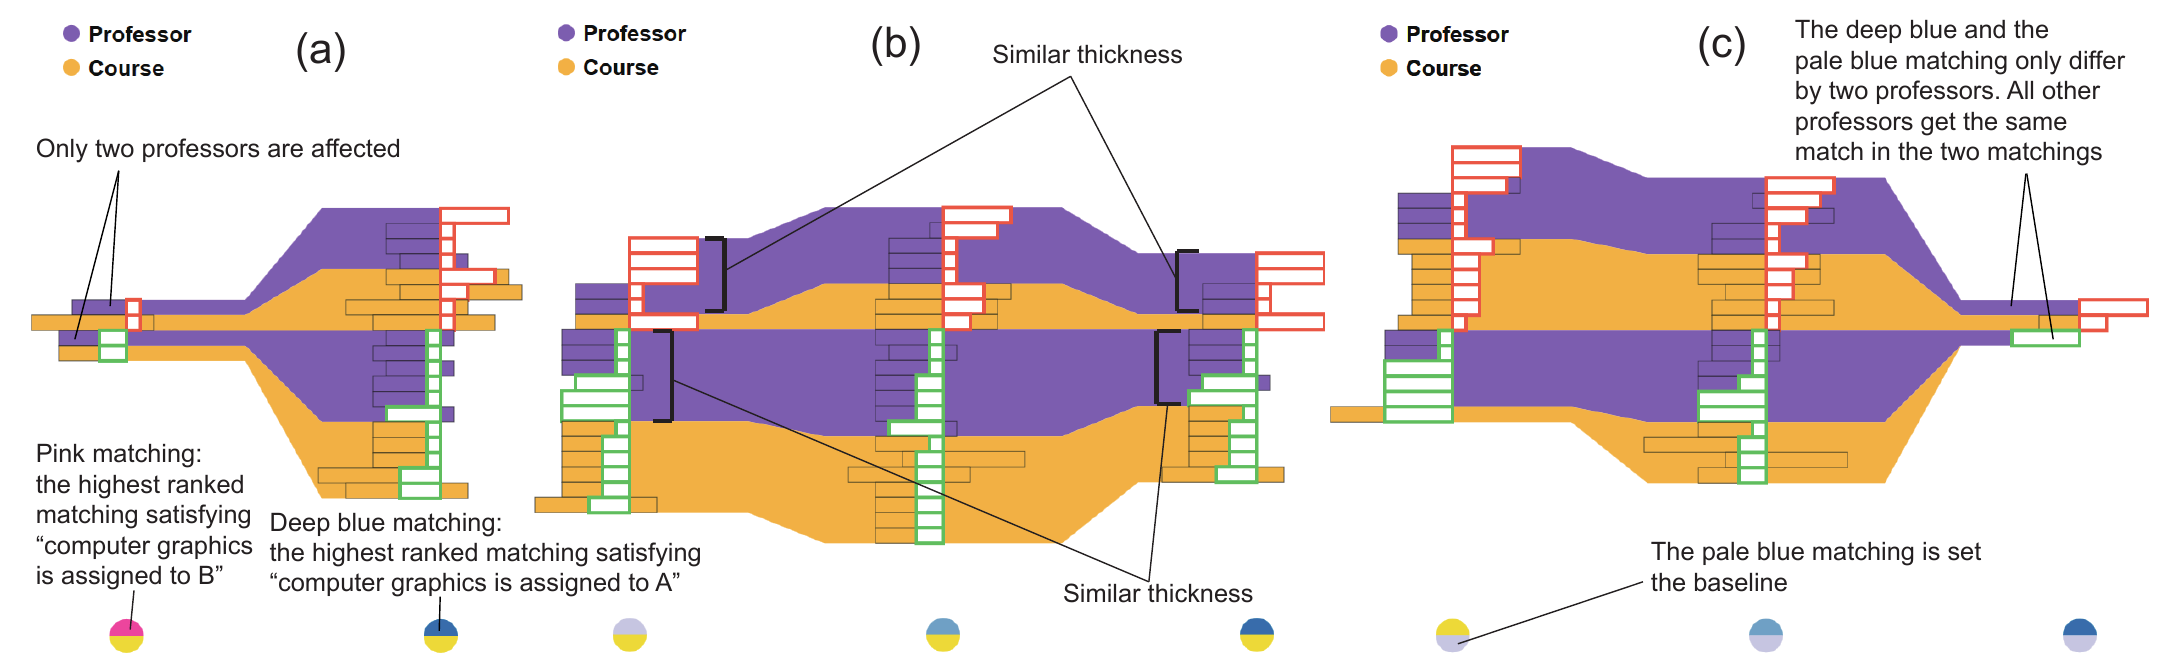 Professor
Course
(a)
Only two professors are affected
Pink matching:
the highest ranked
matching satisfying
“computer graphics
is assigned to B”
Deep blue matching:
the highest ranked matching satisfying
“computer graphics is assigned to A”
Professor
Course
(b)
Similar thickness
Similar thickness
Professor
Course
(c)
The deep blue and the
pale blue matching only differ
by two professors. All other
professors get the same
match in the two matchings
The pale blue matching is set
the baseline